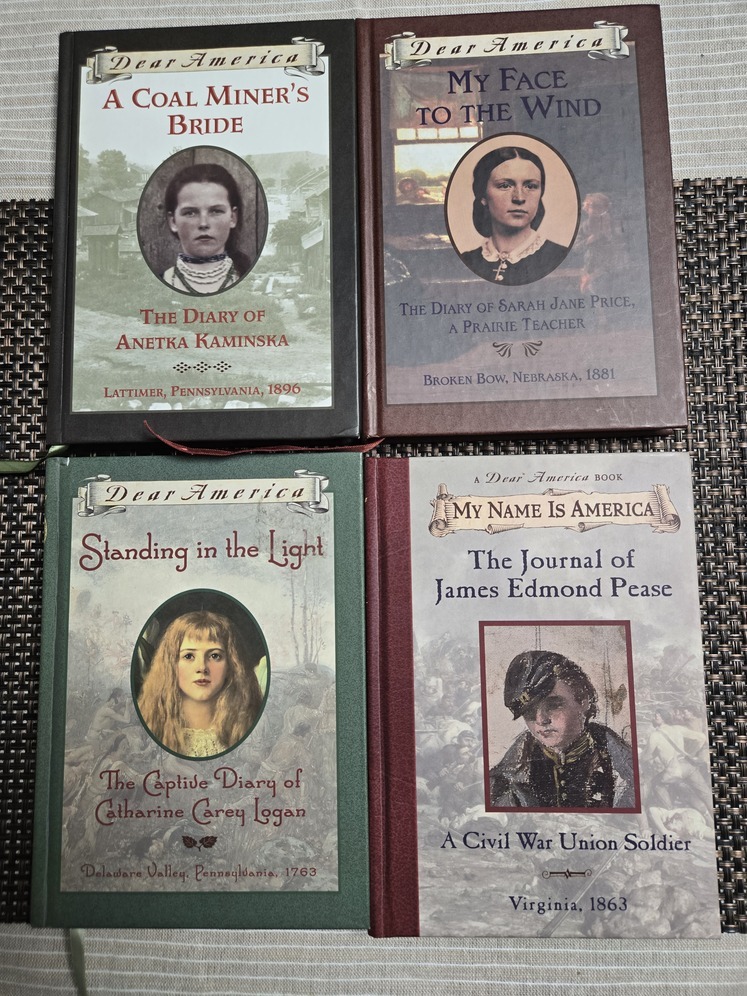 Dear America
A COAL MINER'S
BRIDE
THE DIARY OF
ANETKA KAMINSKA
LATTIMER, PENNSYLVANIA, 1896
Dear America
MY FACE
TO THE WIND
THE DIARY OF SARAH JANE PRICE,
A PRAIRIE TEACHER
BROKEN BOW, NEBRASKA, 1881
Dear America
Standing in the Light
The Captive Diary of
Catharine Carey Logan
Delaware Valley, Pennsylvania, 1763
A Dear America BOOK
MY NAME IS AMERICA
The Journal of
James Edmond Pease
A Civil War Union Soldier
Virginia, 1863